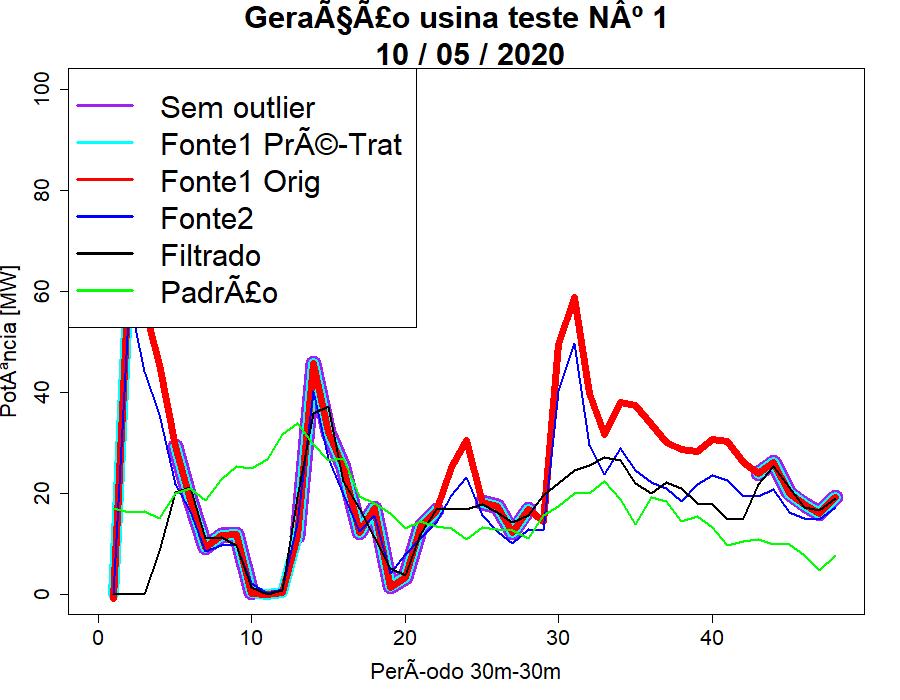 GeraÃ§Ã£o usina teste NÂº 1
10 / 05 / 2020
Sem outlier
Fonte1 PrÃ©-Trat
Fonte1 Orig
Fonte2
Filtrado
PadrÃ£o
PotÃªncia [MW]
100
80
60
40
20
0
0 10 20 30 40
PerÃ-odo 30m-30m